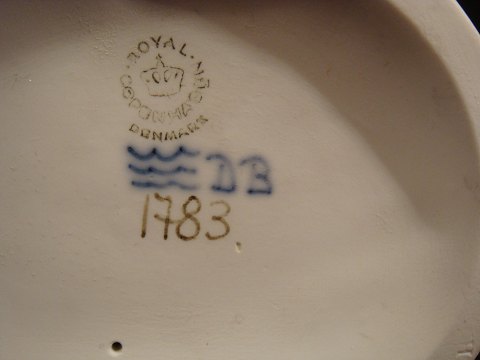 ROYAL
COPENHAGEN
DENMARK
DB
1783